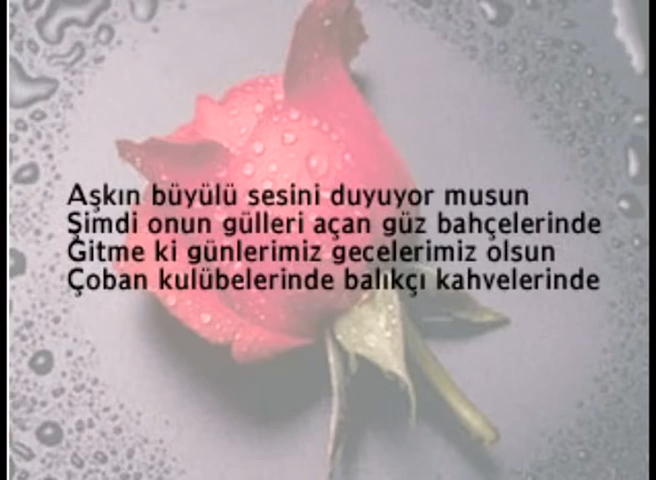 Aşkın büyülü sesini duyuyor musun
Şimdi onun gülleri açan güz bahçelerinde
Gitme ki günlerimiz gecelerimiz olsun
Çoban kulübelerinde balıkçı kahvelerinde